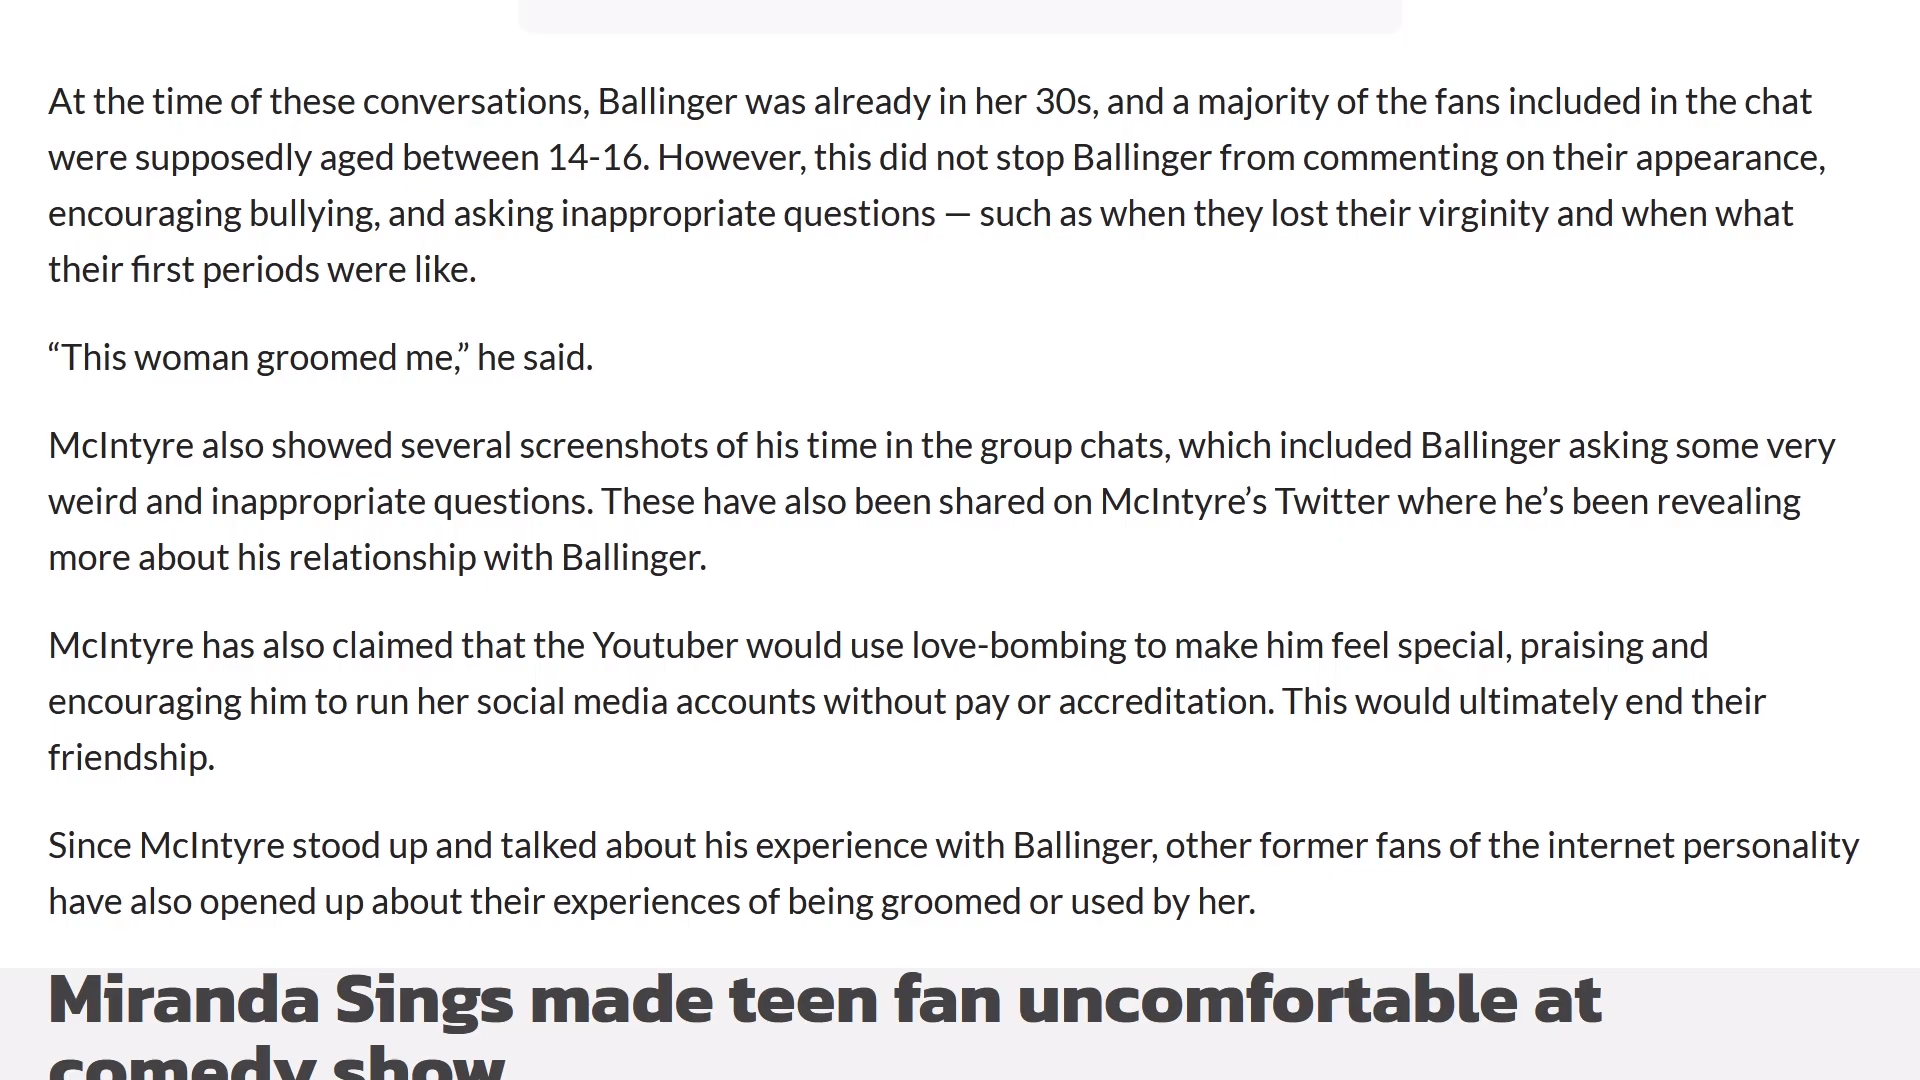 At the time of these conversations, Ballinger was already in her 30s, and a majority of the fans included in the chat
were supposedly aged between 14-16. However, this did not stop Ballinger from commenting on their appearance,
encouraging bullying, and asking inappropriate questions — such as when they lost their virginity and when what
their first periods were like.
“This woman groomed me,” he said.
McIntyre also showed several screenshots of his time in the group chats, which included Ballinger asking some very
weird and inappropriate questions. These have also been shared on McIntyre’s Twitter where he’s been revealing
more about his relationship with Ballinger.
McIntyre has also claimed that the Youtuber would use love-bombing to make him feel special, praising and
encouraging him to run her social media accounts without pay or accreditation. This would ultimately end their
friendship.
Since McIntyre stood up and talked about his experience with Ballinger, other former fans of the internet personality
have also opened up about their experiences of being groomed or used by her.
Miranda Sings made teen fan uncomfortable at
comedy show